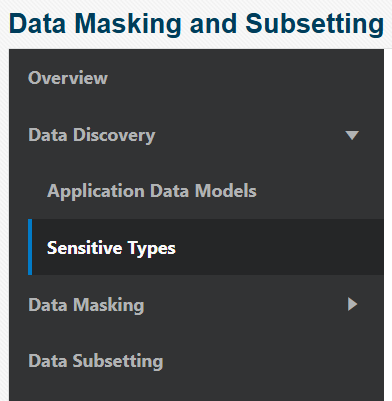 Data Masking and Subsetting
Overview
Data Discovery
Application Data Models
Sensitive Types
Data Masking
Data Subsetting